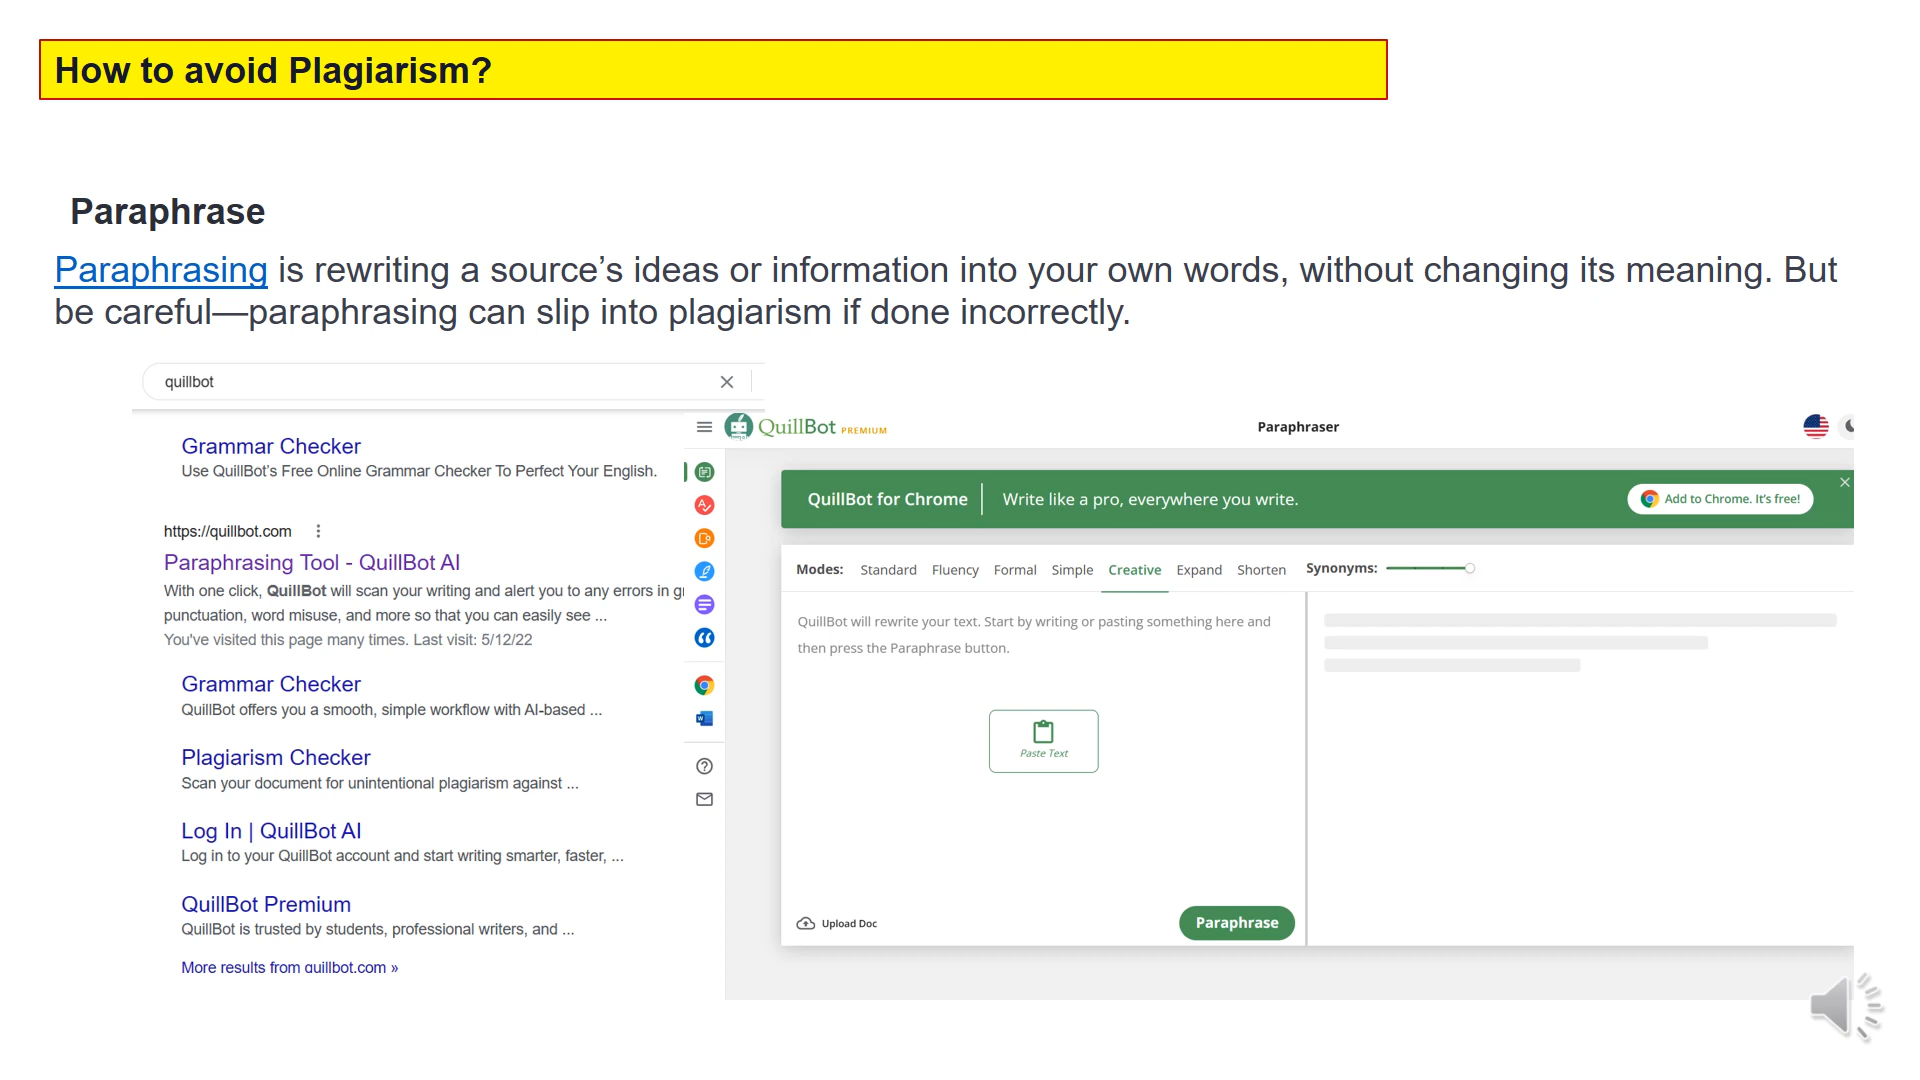 How to avoid Plagiarism?
Paraphrase
Paraphrasing is rewriting a source’s ideas or information into your own words, without changing its meaning. But
be careful—paraphrasing can slip into plagiarism if done incorrectly.
quillbot
Grammar Checker
Use QuillBot’s Free Online Grammar Checker To Perfect Your English.
https://quillbot.com
Paraphrasing Tool - QuillBot AI
With one click, QuillBot will scan your writing and alert you to any errors in gr
punctuation, word misuse, and more so that you can easily see ...
You've visited this page many times. Last visit: 5/12/22
Grammar Checker
QuillBot offers you a smooth, simple workflow with AI-based ...
Plagiarism Checker
Scan your document for unintentional plagiarism against ...
Log In | QuillBot AI
Log in to your QuillBot account and start writing smarter, faster, ...
QuillBot Premium
QuillBot is trusted by students, professional writers, and ...
More results from quillbot.com »
QuillBot PREMIUM
Paraphraser
QuillBot for Chrome
Write like a pro, everywhere you write.
Add to Chrome. It's free!
Modes: Standard Fluency Formal Simple Creative Expand Shorten Synonyms:
QuillBot will rewrite your text. Start by writing or pasting something here and
then press the Paraphrase button.
Paste Text
Upload Doc
Paraphrase